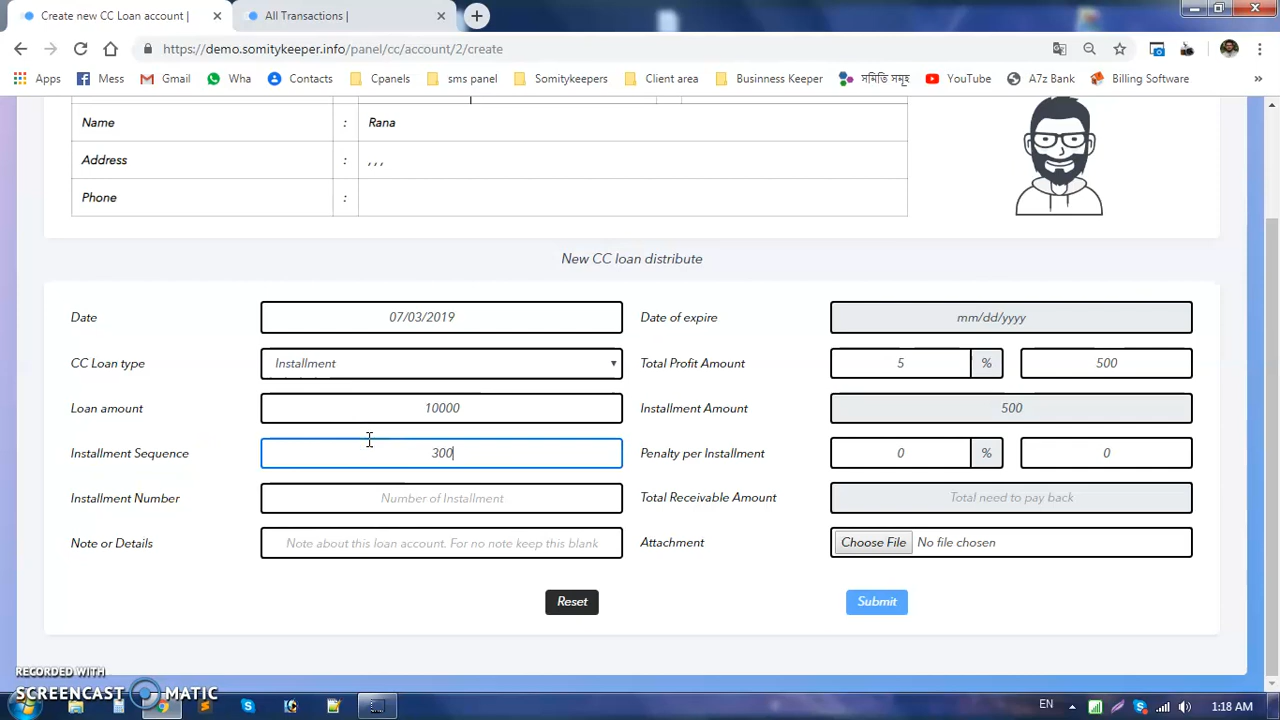 Create new CC Loan account |
All Transactions |
https://demo.somitykeeper.info/panel/cc/account/2/create
Apps Mess Gmail Wha Contacts Cpanels sms panel Somitykeepers Client area Businness Keeper সমিতি সমূহ YouTube A7z Bank Billing Software »
Name : Rana
Address : , , ,
Phone :
New CC loan distribute
Date 07/03/2019 Date of expire mm/dd/yyyy
CC Loan type Installment Total Profit Amount 5 % 500
Loan amount 10000 Installment Amount 500
Installment Sequence 300 Penalty per Installment 0 % 0
Installment Number Number of Installment Total Receivable Amount Total need to pay back
Note or Details Note about this loan account. For no note keep this blank Attachment Choose File No file chosen
Reset Submit
RECORDED WITH
SCREENCAST MATIC
EN 1:18 AM